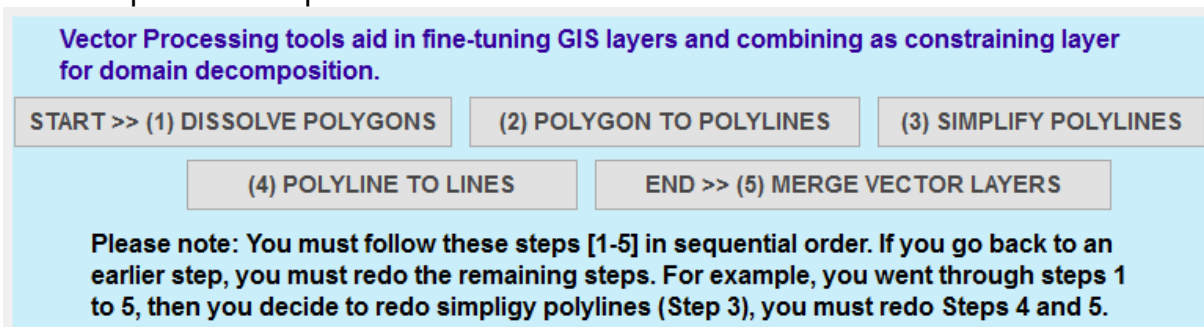 Vector Processing tools aid in fine-tuning GIS layers and combining as constraining layer
for domain decomposition.
START >> (1) DISSOLVE POLYGONS (2) POLYGON TO POLYLINES (3) SIMPLIFY POLYLINES
(4) POLYLINE TO LINES END >> (5) MERGE VECTOR LAYERS
Please note: You must follow these steps [1-5] in sequential order. If you go back to an
earlier step, you must redo the remaining steps. For example, you went through steps 1
to 5, then you decide to redo simpligy polylines (Step 3), you must redo Steps 4 and 5.